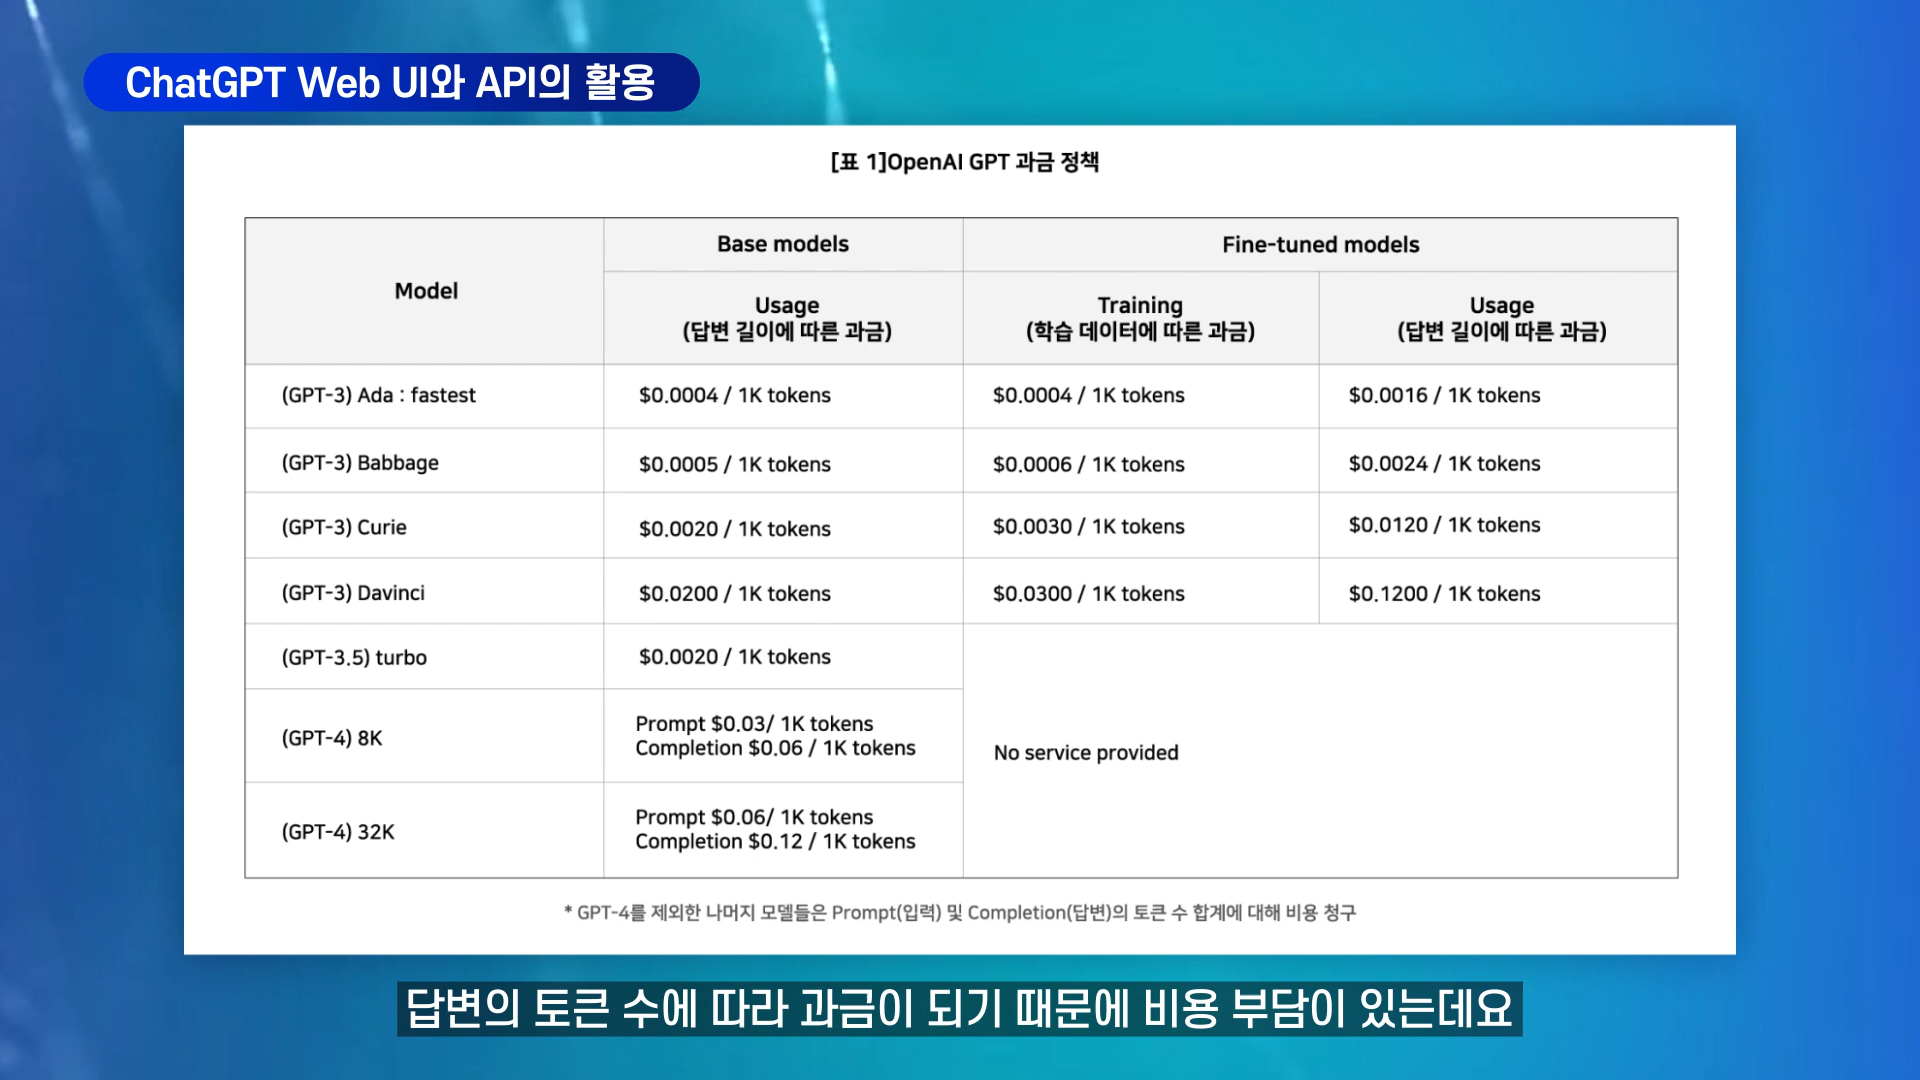 ChatGPT Web UI와 API의 활용
[표 1]OpenAI GPT 과금 정책
Model
Base models
Fine-tuned models
Usage
(답변 길이에 따른 과금)
Training
(학습 데이터에 따른 과금)
Usage
(답변 길이에 따른 과금)
(GPT-3) Ada : fastest
$0.0004 / 1K tokens
$0.0004 / 1K tokens
$0.0016 / 1K tokens
(GPT-3) Babbage
$0.0005 / 1K tokens
$0.0006 / 1K tokens
$0.0024 / 1K tokens
(GPT-3) Curie
$0.0020 / 1K tokens
$0.0030 / 1K tokens
$0.0120 / 1K tokens
(GPT-3) Davinci
$0.0200 / 1K tokens
$0.0300 / 1K tokens
$0.1200 / 1K tokens
(GPT-3.5) turbo
$0.0020 / 1K tokens
(GPT-4) 8K
Prompt $0.03/ 1K tokens
Completion $0.06 / 1K tokens
No service provided
(GPT-4) 32K
Prompt $0.06/ 1K tokens
Completion $0.12 / 1K tokens
* GPT-4를 제외한 나머지 모델들은 Prompt(입력) 및 Completion(답변)의 토큰 수 합계에 대해 비용 청구
답변의 토큰 수에 따라 과금이 되기 때문에 비용 부담이 있는데요